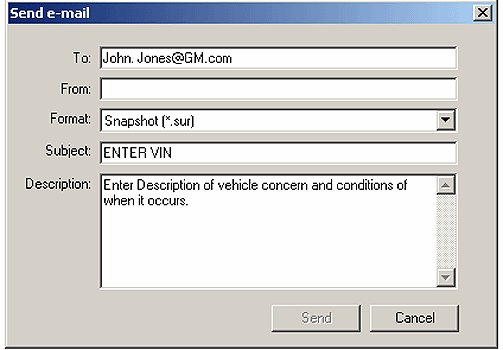 Send e-mail
To: John. Jones@GM.com
From:
Format: Snapshot (*.sur)
Subject: ENTER VIN
Description: Enter Description of vehicle concern and conditions of
when it occurs.
Send Cancel